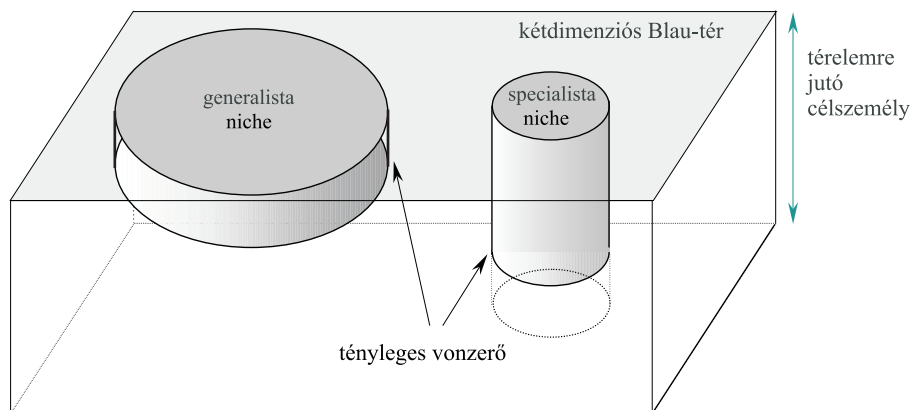 kétdimenziós Blau-tér
térelemre
jutó
célszemély
generalista
niche
specialista
niche
tényleges vonzerő